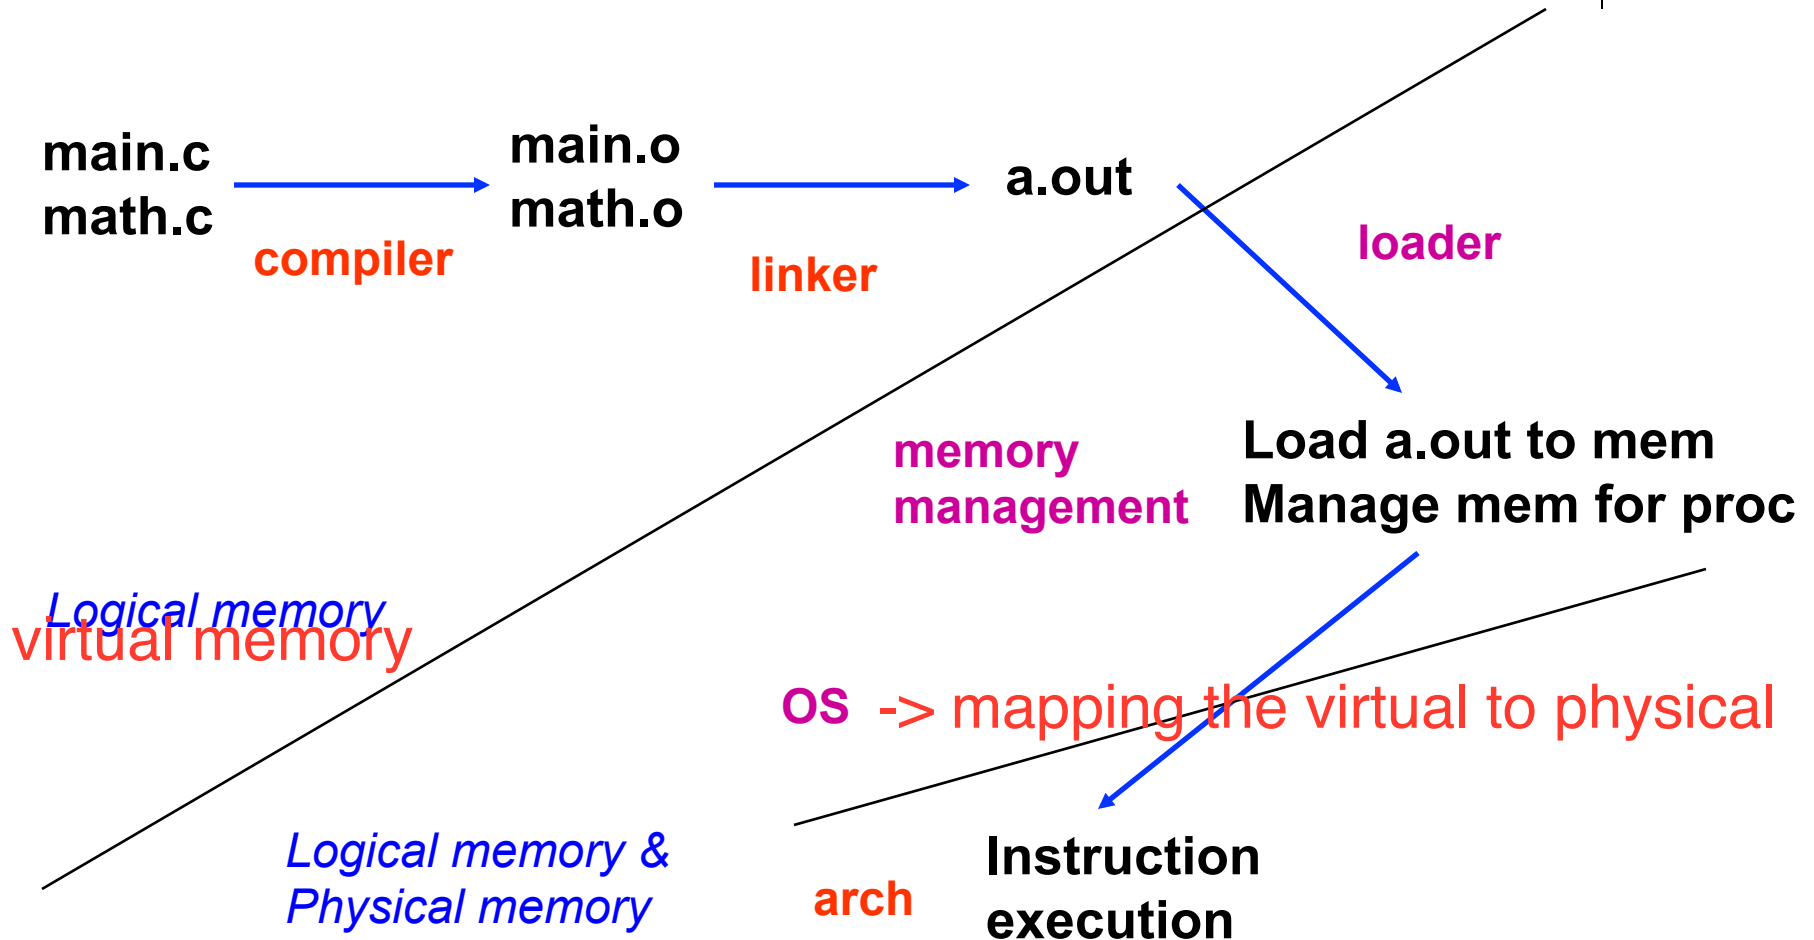 main.c
math.c
compiler
main.o
math.o
linker
a.out
loader
Load a.out to mem
Manage mem for proc
memory
management
Logical memory
virtual memory
OS -> mapping the virtual to physical
Logical memory &
Physical memory
arch
Instruction
execution